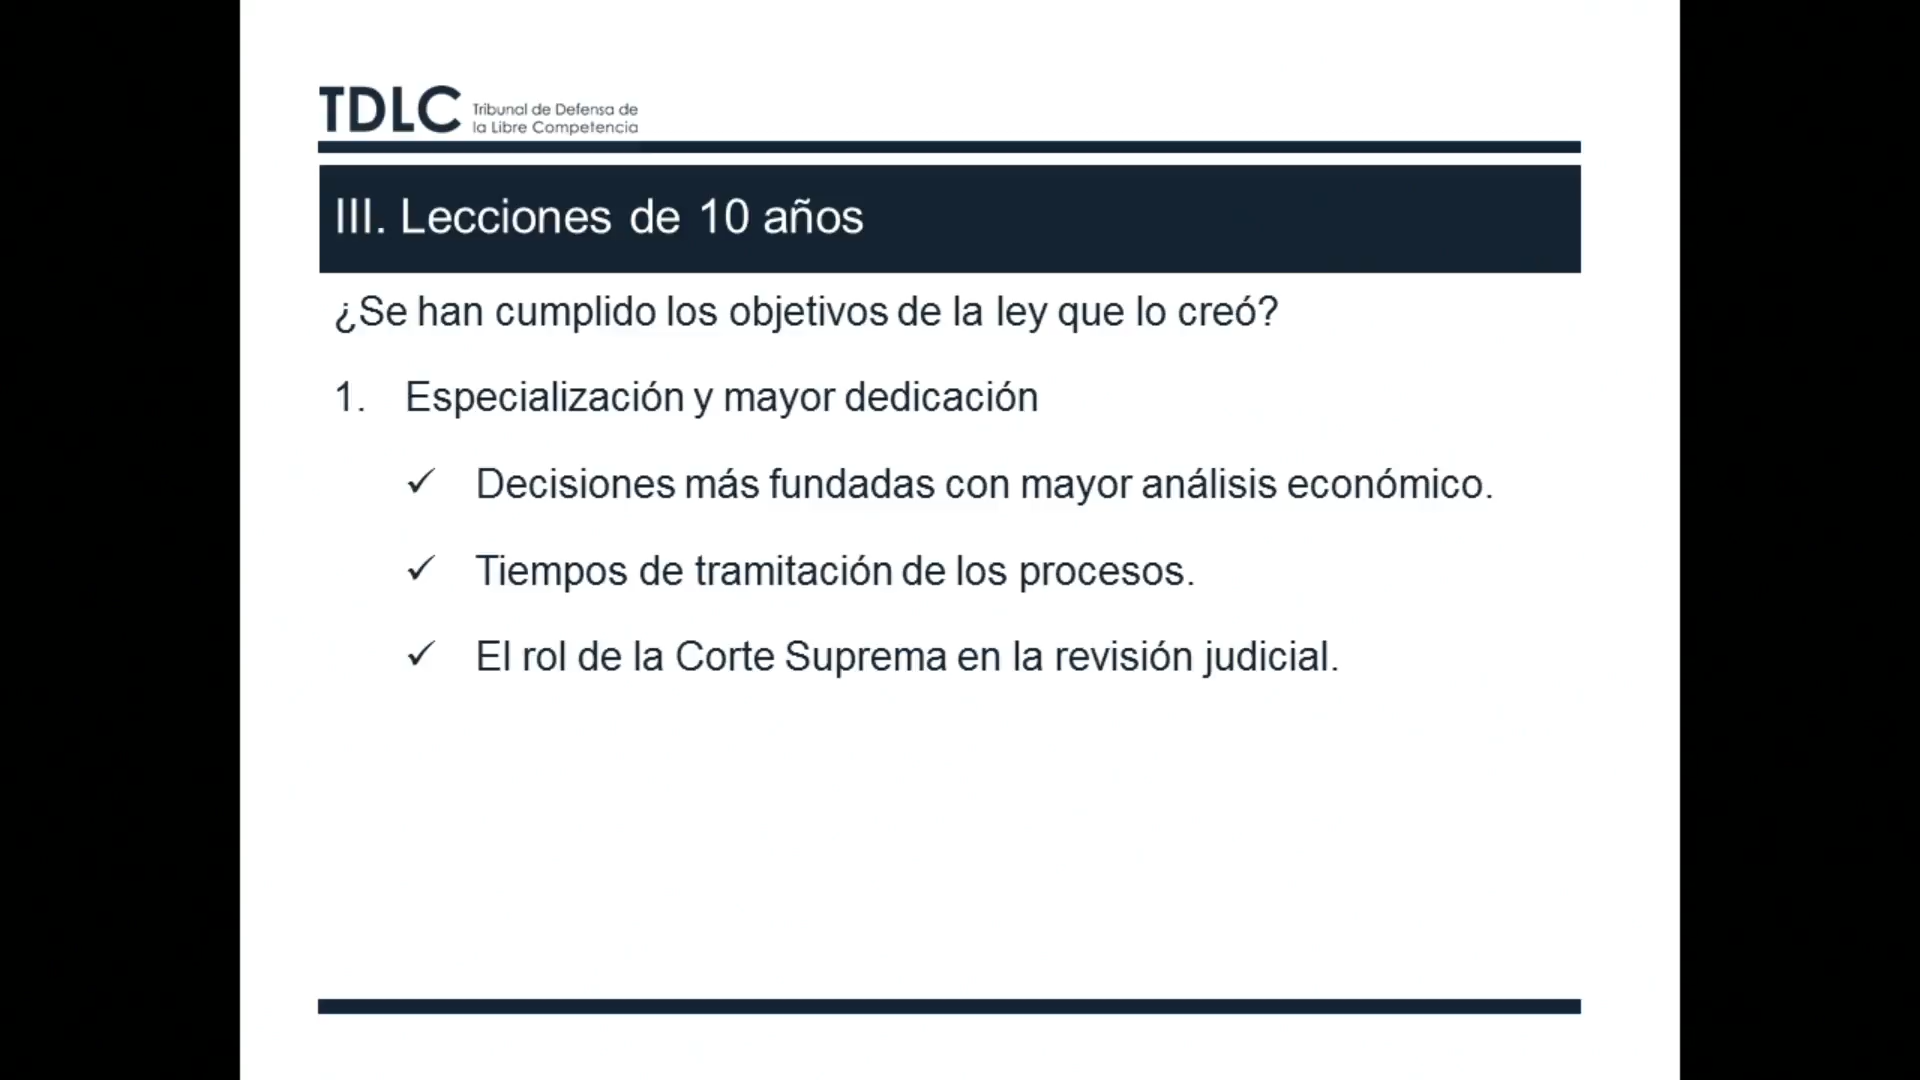 TDLC
Tribunal de Defensa de
la Libre Competencia
III. Lecciones de 10 años
¿Se han cumplido los objetivos de la ley que lo creó?
1. Especialización y mayor dedicación
✓ Decisiones más fundadas con mayor análisis económico.
✓ Tiempos de tramitación de los procesos.
✓ El rol de la Corte Suprema en la revisión judicial.